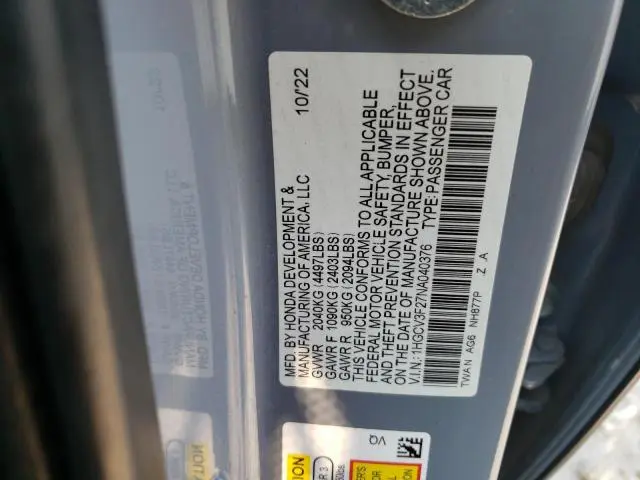 MFD. BY HONDA DEVELOPMENT & 10/22
MANUFACTURING OF AMERICA, LLC
GVWR 2040KG (4497LBS)
GAWR F 1090KG (2403LBS)
GAWR R 950KG (2094LBS)
THIS VEHICLE CONFORMS TO ALL APPLICABLE
FEDERAL MOTOR VEHICLE SAFETY, BUMPER,
AND THEFT PREVENTION STANDARDS IN EFFECT
ON THE DATE OF MANUFACTURE SHOWN ABOVE.
V.I.N.: 1HGCV3F27NA040376 TYPE: PASSENGER CAR
TWAN AG6 NH877P Z A